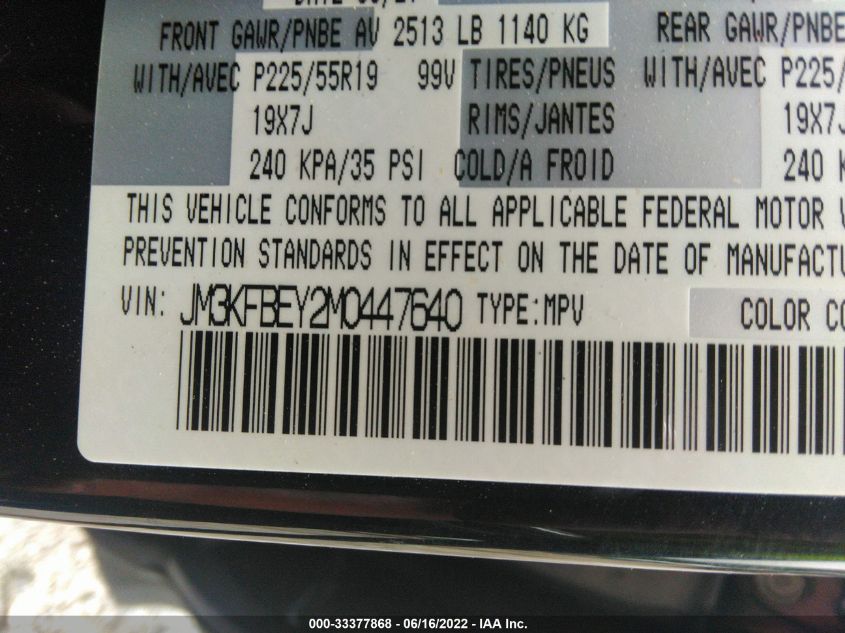 FRONT GAWR/PNBE AV 2513 LB 1140 KG REAR GAWR/PNBE
WITH/AVEC P225/55R19 99V TIRES/PNEUS WITH/AVEC P225/
19X7J RIMS/JANTES 19X7J
240 KPA/35 PSI COLD/A FROID 240
THIS VEHICLE CONFORMS TO ALL APPLICABLE FEDERAL MOTOR
PREVENTION STANDARDS IN EFFECT ON THE DATE OF MANUFACTU
VIN: JM3KFBEY2M0447640 TYPE:MPV COLOR CO
000-33377868 - 06/16/2022 - IAA Inc.